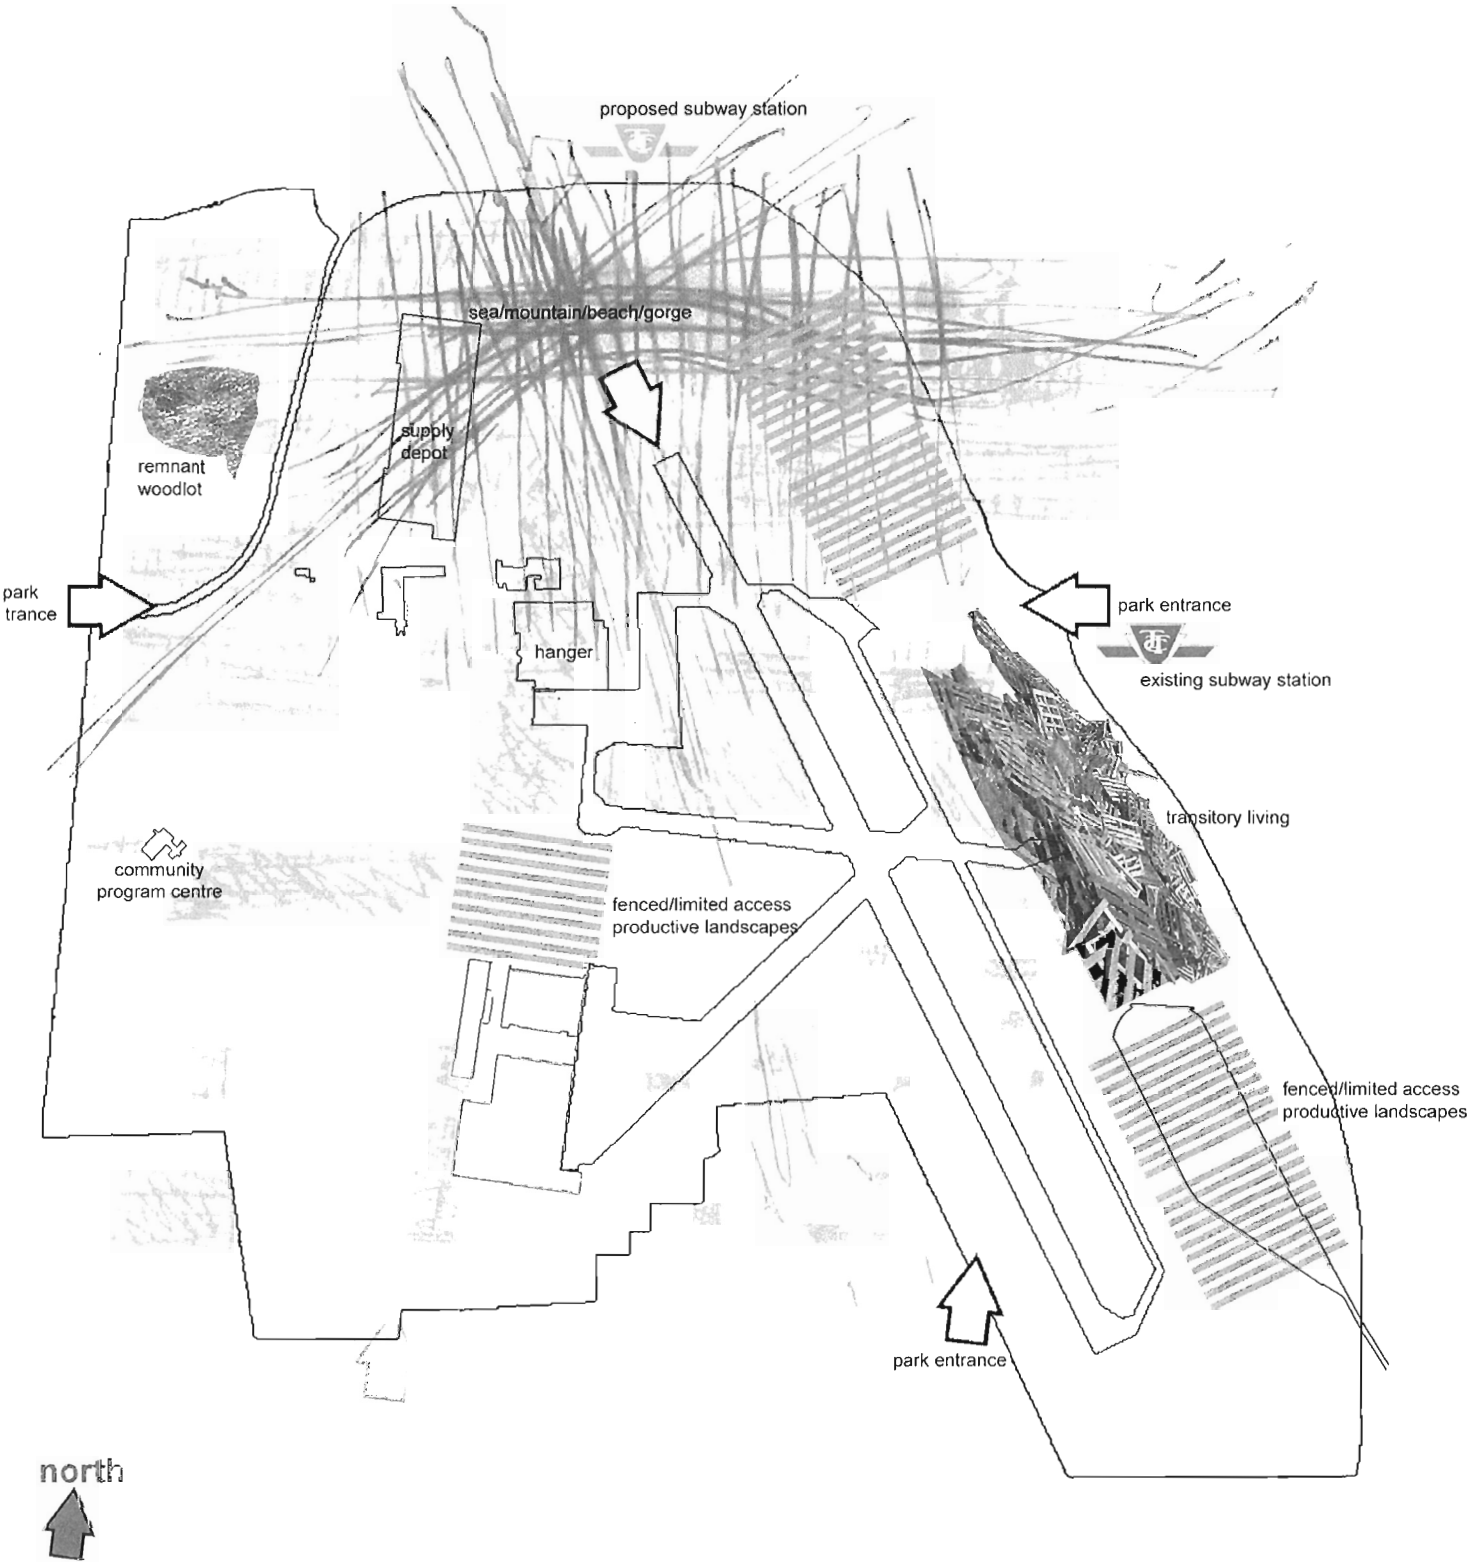 proposed subway station
sea/mountain/beach/gorge
supply
depot
remnant
woodlot
park
trance
park entrance
existing subway station
hanger
transitory living
community
program centre
fenced/limited access
productive landscapes
fenced/limited access
productive landscapes
park entrance
north